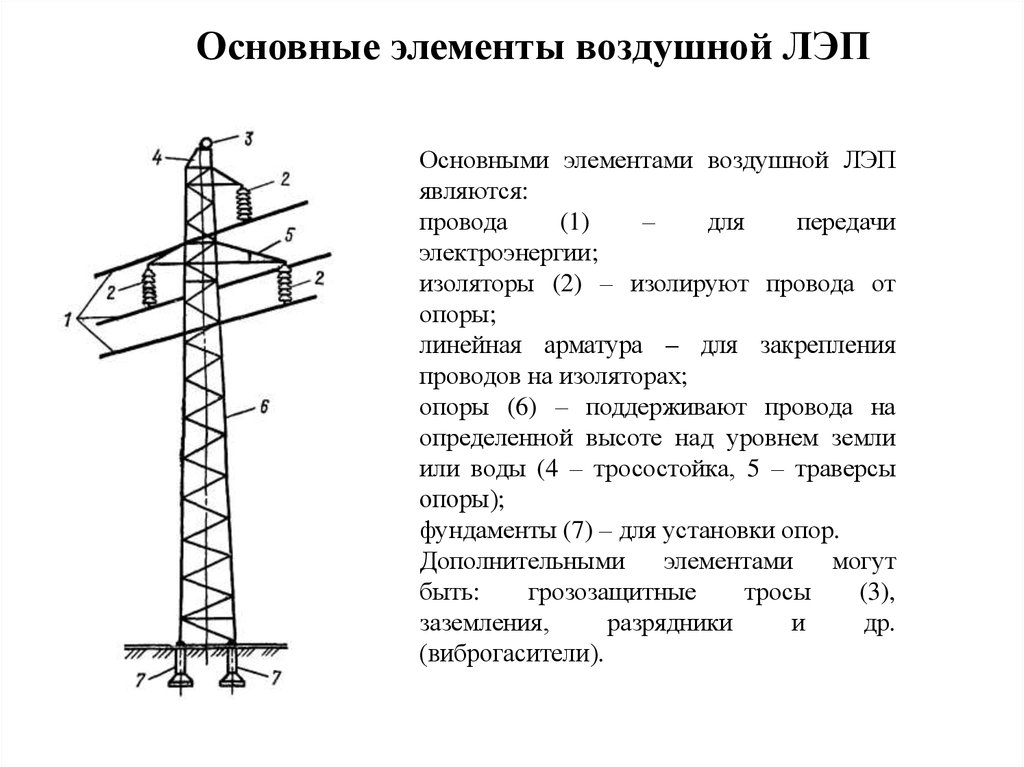 Основные элементы воздушной ЛЭП
3
4
2
5
2
2
1
6
7
7
Основными элементами воздушной ЛЭП
являются:
провода (1) – для передачи
электроэнергии;
изоляторы (2) – изолируют провода от
опоры;
линейная арматура – для закрепления
проводов на изоляторах;
опоры (6) – поддерживают провода на
определенной высоте над уровнем земли
или воды (4 – тросостойка, 5 – траверсы
опоры);
фундаменты (7) – для установки опор.
Дополнительными элементами могут
быть: грозозащитные тросы (3),
заземления, разрядники и др.
(виброгасители).